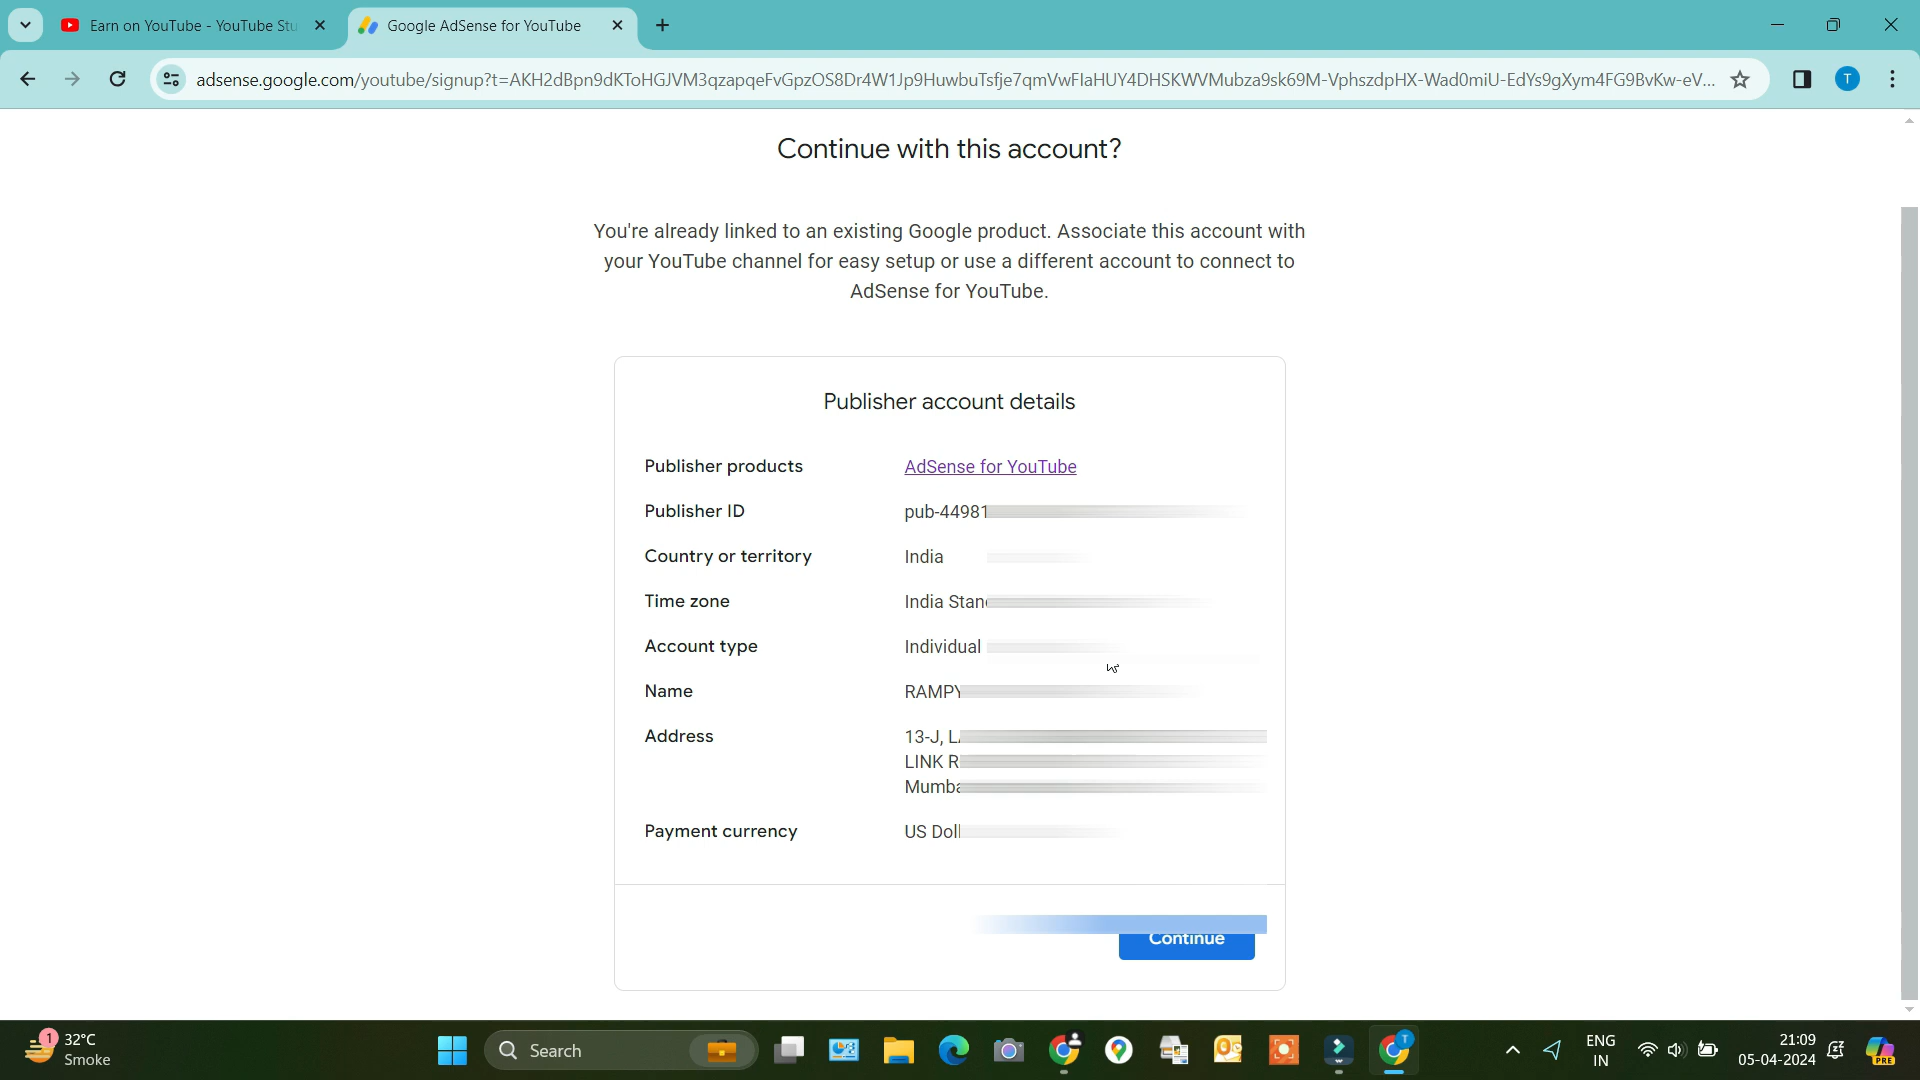 Earn on YouTube - YouTube Stu
Google AdSense for YouTube
adsense.google.com/youtube/signup?t=AKH2dBpn9dKToHGJVM3qzapqeFvGpzOS8Dr4W1Jp9HuwbuTsfje7qmVwFlaHUY4DHSKWVMubza9sk69M-VphszdpHX-Wad0miU-EdYs9gXym4FG9BvKw-eV...
T
Continue with this account?
You're already linked to an existing Google product. Associate this account with
your YouTube channel for easy setup or use a different account to connect to
AdSense for YouTube.
Publisher account details
Publisher products AdSense for YouTube
Publisher ID pub-44981
Country or territory India
Time zone India Stan
Account type Individual
Name RAMPY
Address 13-J, L
LINK R
Mumba
Payment currency US Doll
Continue
1
32°C
Smoke
Search
T
ENG
IN
21:09
05-04-2024
PRE